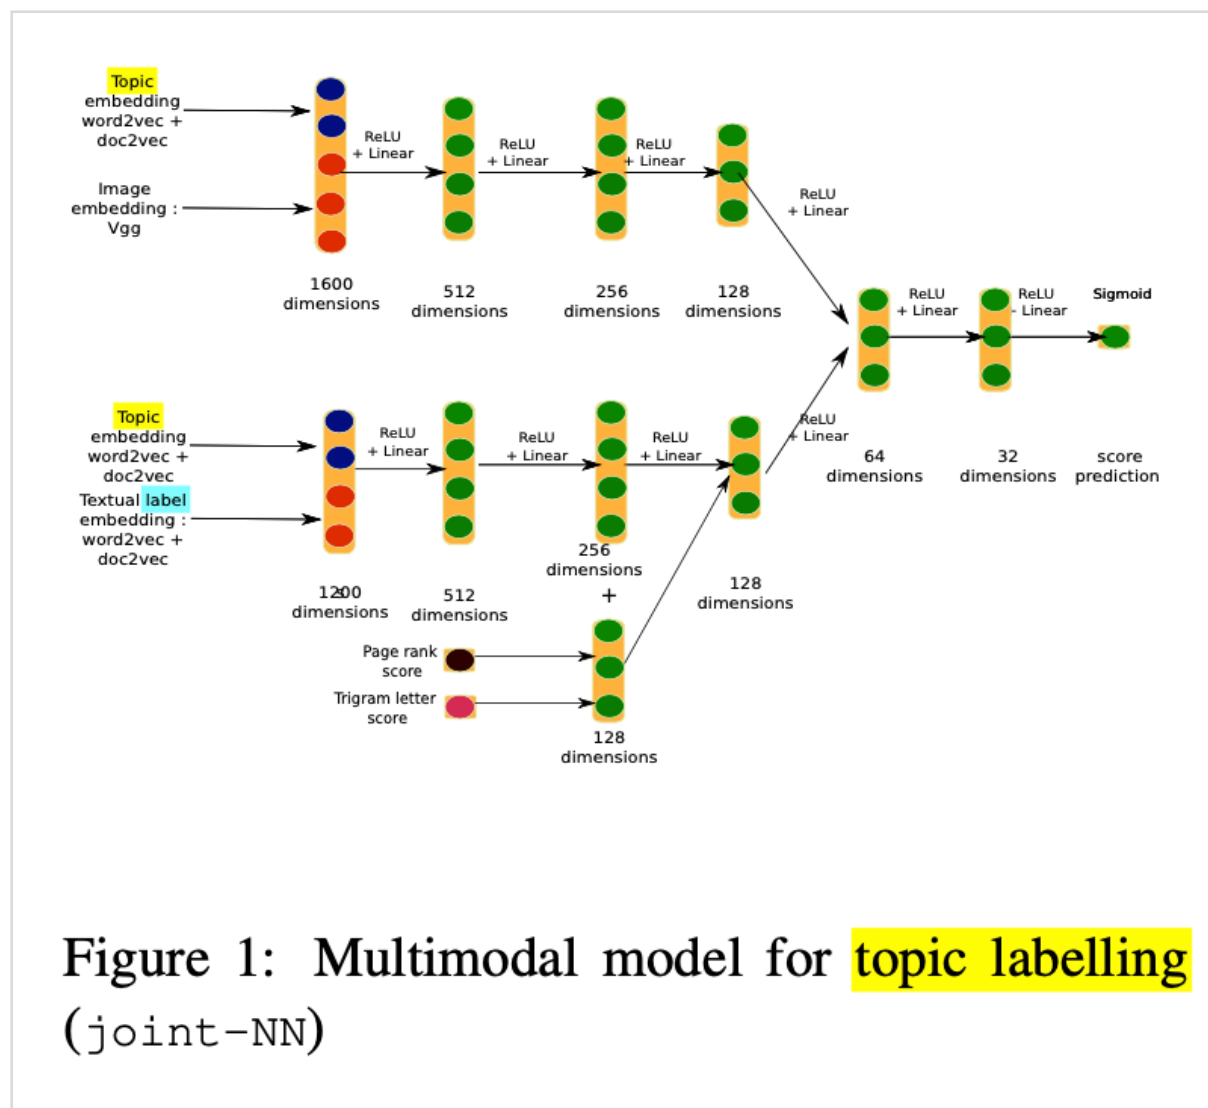 Topic
embedding
word2vec +
doc2vec
Image
embedding :
Vgg
ReLU
+ Linear
ReLU
+ Linear
ReLU
+ Linear
ReLU
+ Linear
1600
dimensions
512
dimensions
256
dimensions
128
dimensions
ReLU
+ Linear
ReLU
- Linear
Sigmoid
Topic
embedding
word2vec +
doc2vec
Textual label
embedding :
word2vec +
doc2vec
ReLU
+ Linear
ReLU
+ Linear
ReLU
+ Linear
ReLU
+ Linear
64
dimensions
32
dimensions
score
prediction
1200
dimensions
512
dimensions
256
dimensions
+
128
dimensions
Page rank
score
Trigram letter
score
128
dimensions
Figure 1: Multimodal model for topic labelling
(joint-NN)